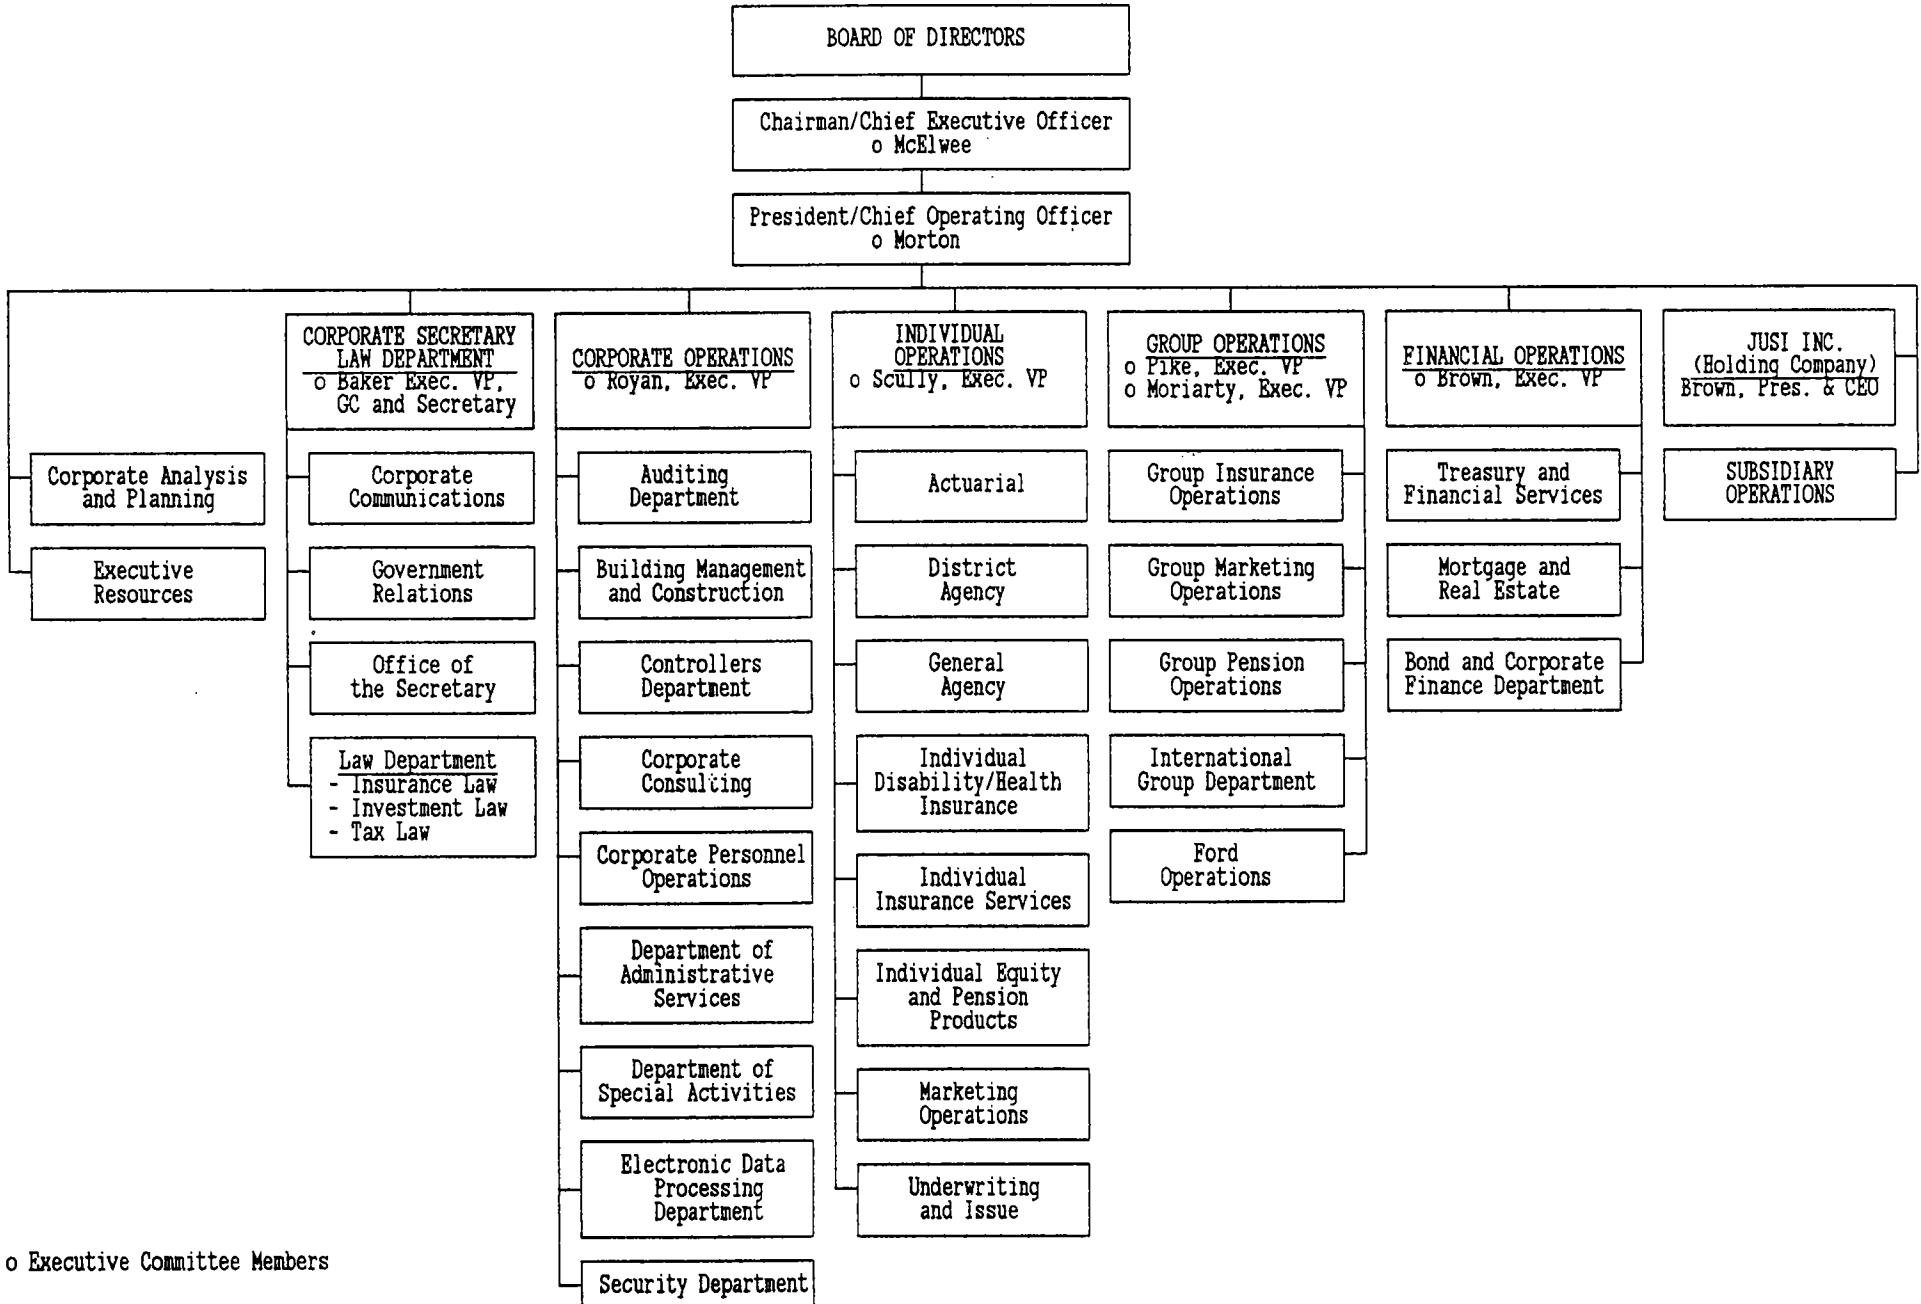 BOARD OF DIRECTORS
Chairman/Chief Executive Officer
o McElwee
President/Chief Operating Officer
o Morton
Corporate Analysis
and Planning
Executive
Resources
CORPORATE SECRETARY
LAW DEPARTMENT
o Baker Exec. VP,
GC and Secretary
Corporate
Communications
Government
Relations
Office of
the Secretary
Law Department
- Insurance Law
- Investment Law
- Tax Law
CORPORATE OPERATIONS
o Royan, Exec. VP
Auditing
Department
Building Management
and Construction
Controllers
Department
Corporate
Consulting
Corporate Personnel
Operations
Department of
Administrative
Services
Department of
Special Activities
Electronic Data
Processing
Department
Security Department
INDIVIDUAL
OPERATIONS
o Scully, Exec. VP
Actuarial
District
Agency
General
Agency
Individual
Disability/Health
Insurance
Individual
Insurance Services
Individual Equity
and Pension
Products
Marketing
Operations
Underwriting
and Issue
GROUP OPERATIONS
o Pike, Exec. VP
o Moriarty, Exec. VP
Group Insurance
Operations
Group Marketing
Operations
Group Pension
Operations
International
Group Department
Ford
Operations
FINANCIAL OPERATIONS
o Brown, Exec. VP
Treasury and
Financial Services
Mortgage and
Real Estate
Bond and Corporate
Finance Department
JUSI INC.
(Holding Company)
Brown, Pres. & CEO
SUBSIDIARY
OPERATIONS
o Executive Committee Members